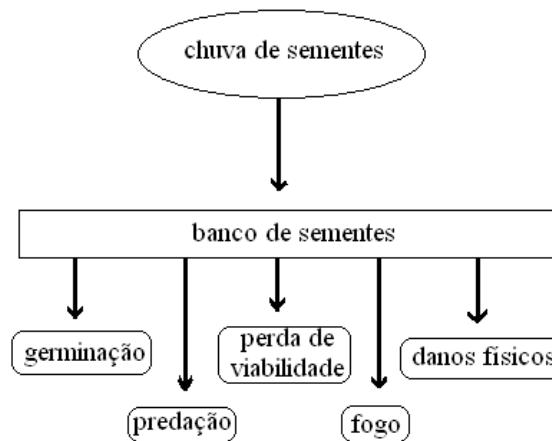 chuva de sementes
banco de sementes
germinação
perda de
viabilidade
danos físicos
predação
fogo